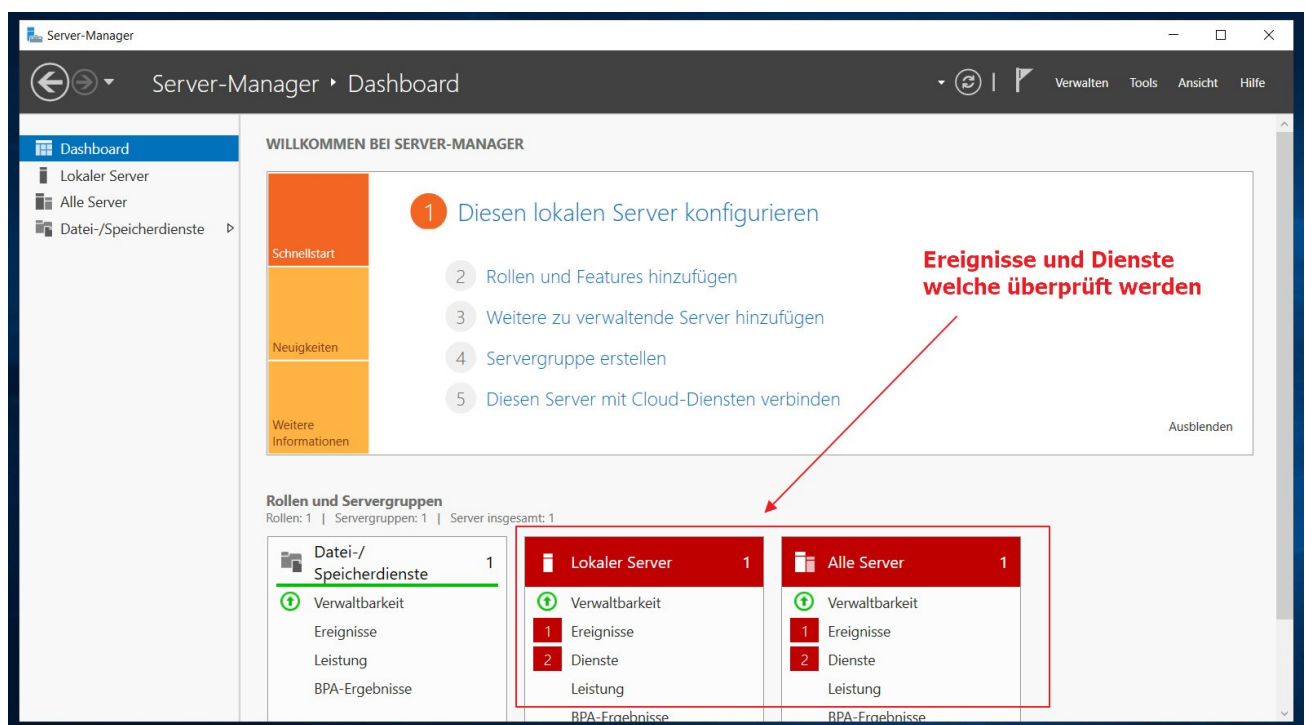 Server-Manager
Server-Manager ‣ Dashboard
Verwalten Tools Ansicht Hilfe
Dashboard
Lokaler Server
Alle Server
Datei-/Speicherdienste
WILLKOMMEN BEI SERVER-MANAGER
Schnellstart
Neuigkeiten
Weitere
Informationen
1 Diesen lokalen Server konfigurieren
2 Rollen und Features hinzufügen
3 Weitere zu verwaltende Server hinzufügen
4 Servergruppe erstellen
5 Diesen Server mit Cloud-Diensten verbinden
Ereignisse und Dienste
welche überprüft werden
Ausblenden
Rollen und Servergruppen
Rollen: 1 | Servergruppen: 1 | Server insgesamt: 1
Datei-/
Speicherdienste 1
Verwaltbarkeit
Ereignisse
Leistung
BPA-Ergebnisse
Lokaler Server 1
Verwaltbarkeit
1 Ereignisse
2 Dienste
Leistung
BPA-Ergebnisse
Alle Server 1
Verwaltbarkeit
1 Ereignisse
2 Dienste
Leistung
BPA-Ergebnisse